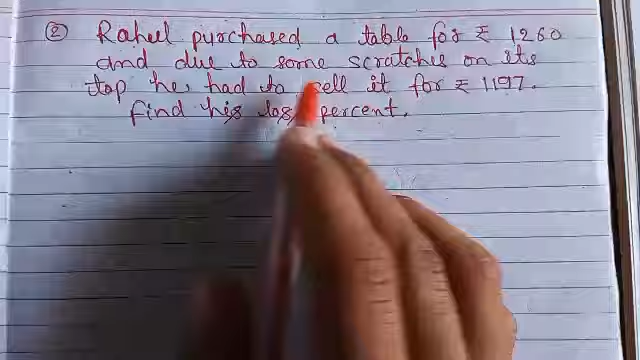 ② Rahul purchased a table for ₹ 1260
and due to some scratches on its
top he had to sell it for ₹ 1197.
find his loss percent.